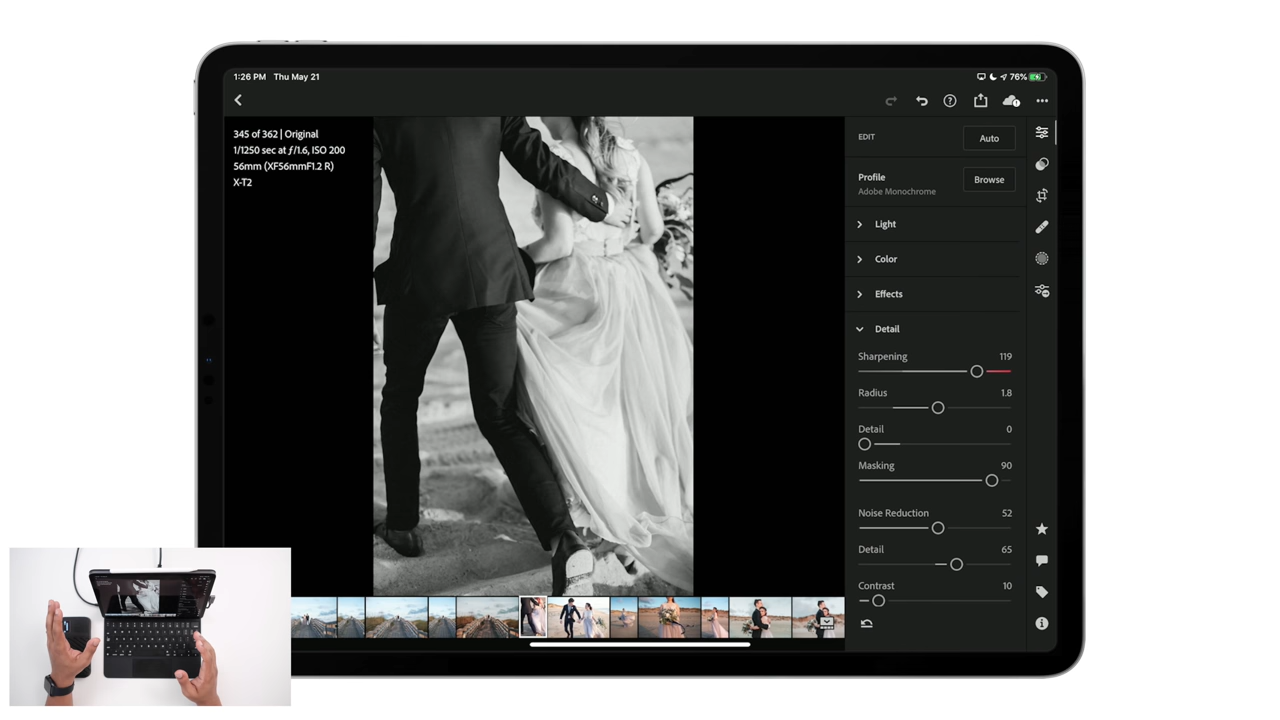 1:26 PM Thu May 21
76%
345 of 362 | Original
1/1250 sec at ƒ/1.6, ISO 200
56mm (XF56mmF1.2 R)
X-T2
EDIT
Auto
Profile
Adobe Monochrome
Browse
Light
Color
Effects
Detail
Sharpening 119
Radius 1.8
Detail 0
Masking 90
Noise Reduction 52
Detail 65
Contrast 10